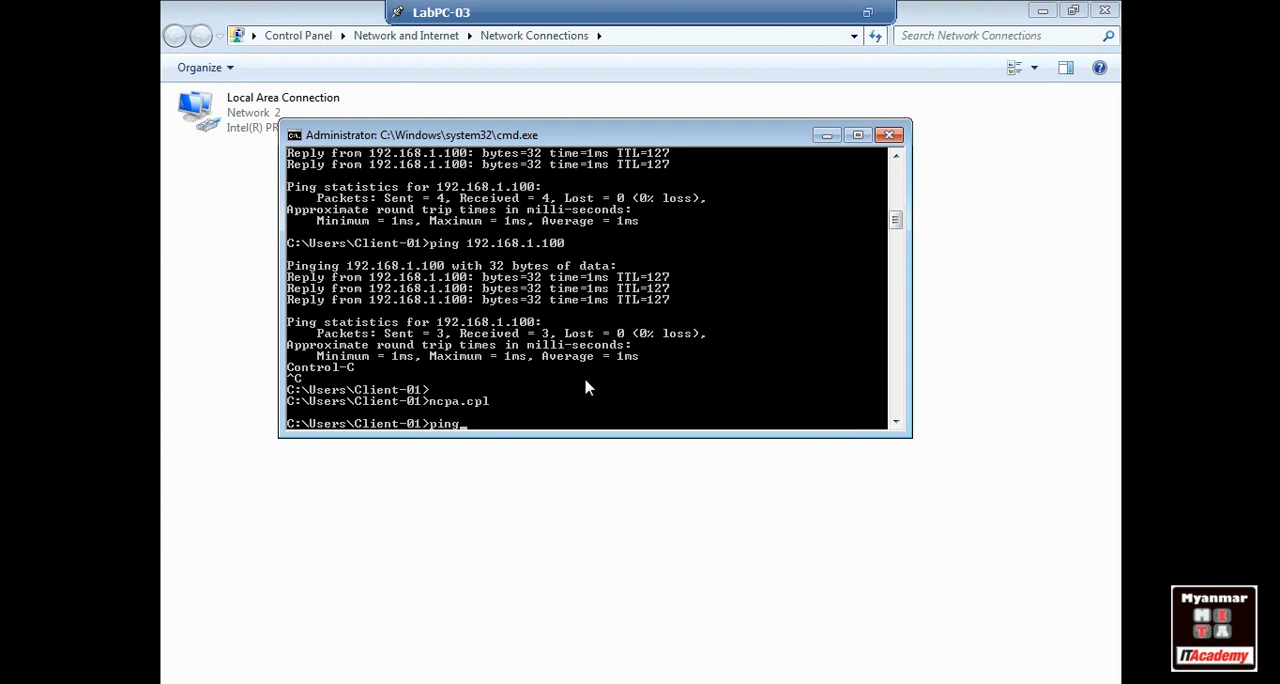 LabPC-03
Control Panel Network and Internet Network Connections
Search Network Connections
Organize
Local Area Connection
Network 2
Intel(R) PR
Administrator: C:\Windows\system32\cmd.exe
Reply from 192.168.1.100: bytes=32 time=1ms TTL=127
Reply from 192.168.1.100: bytes=32 time=1ms TTL=127
Ping statistics for 192.168.1.100:
Packets: Sent = 4, Received = 4, Lost = 0 (0% loss),
Approximate round trip times in milli-seconds:
Minimum = 1ms, Maximum = 1ms, Average = 1ms
C:\Users\Client-01>ping 192.168.1.100
Pinging 192.168.1.100 with 32 bytes of data:
Reply from 192.168.1.100: bytes=32 time=1ms TTL=127
Reply from 192.168.1.100: bytes=32 time=1ms TTL=127
Reply from 192.168.1.100: bytes=32 time=1ms TTL=127
Ping statistics for 192.168.1.100:
Packets: Sent = 3, Received = 3, Lost = 0 (0% loss),
Approximate round trip times in milli-seconds:
Minimum = 1ms, Maximum = 1ms, Average = 1ms
Control-C
^C
C:\Users\Client-01>
C:\Users\Client-01>ncpa.cpl
C:\Users\Client-01>ping_
Myanmar
M I
T A
ITAcademy